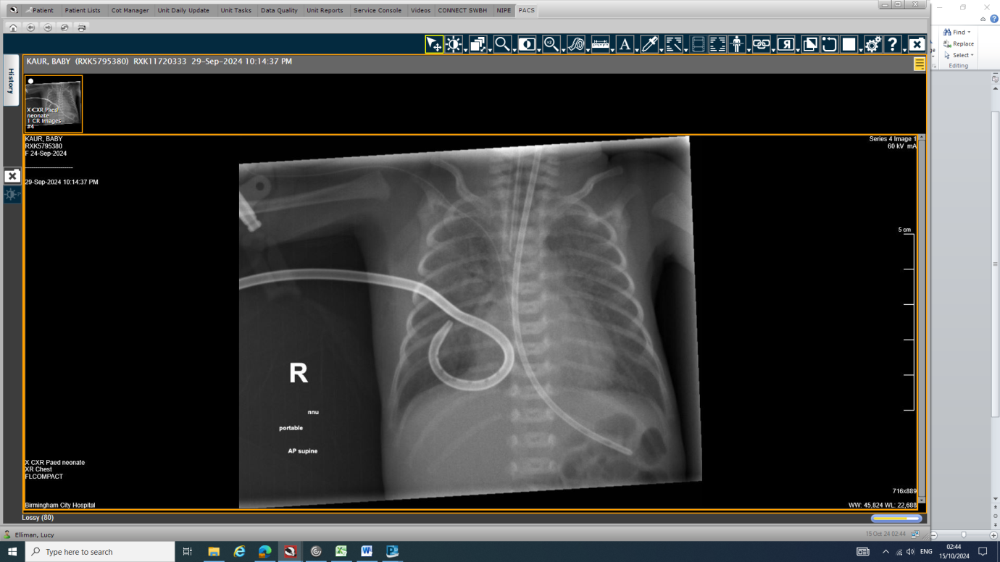 Patient Patient Lists Cot Manager Unit Daily Update Unit Tasks Data Quality Unit Reports Service Console Videos CONNECT SWBH NIPE PACS
Find
Replace
Select
Editing
History
KAUR, BABY (RXK5795380) RXK11720333 29-Sep-2024 10:14:37 PM
X CXR Paed
neonate
1 CR Images
#4
KAUR, BABY
RXK5795380
F 24-Sep-2024
29-Sep-2024 10:14:37 PM
Series 4 Image 1
60 kV mA
5 cm
R
nnu
portable
AP supine
X CXR Paed neonate
XR Chest
FLCOMPACT
Birmingham City Hospital
716x889
WW: 45,824 WL: 22,688
Lossy (80)
Elliman, Lucy
15 Oct 24 02:44
Type here to search
ENG
02:44
15/10/2024